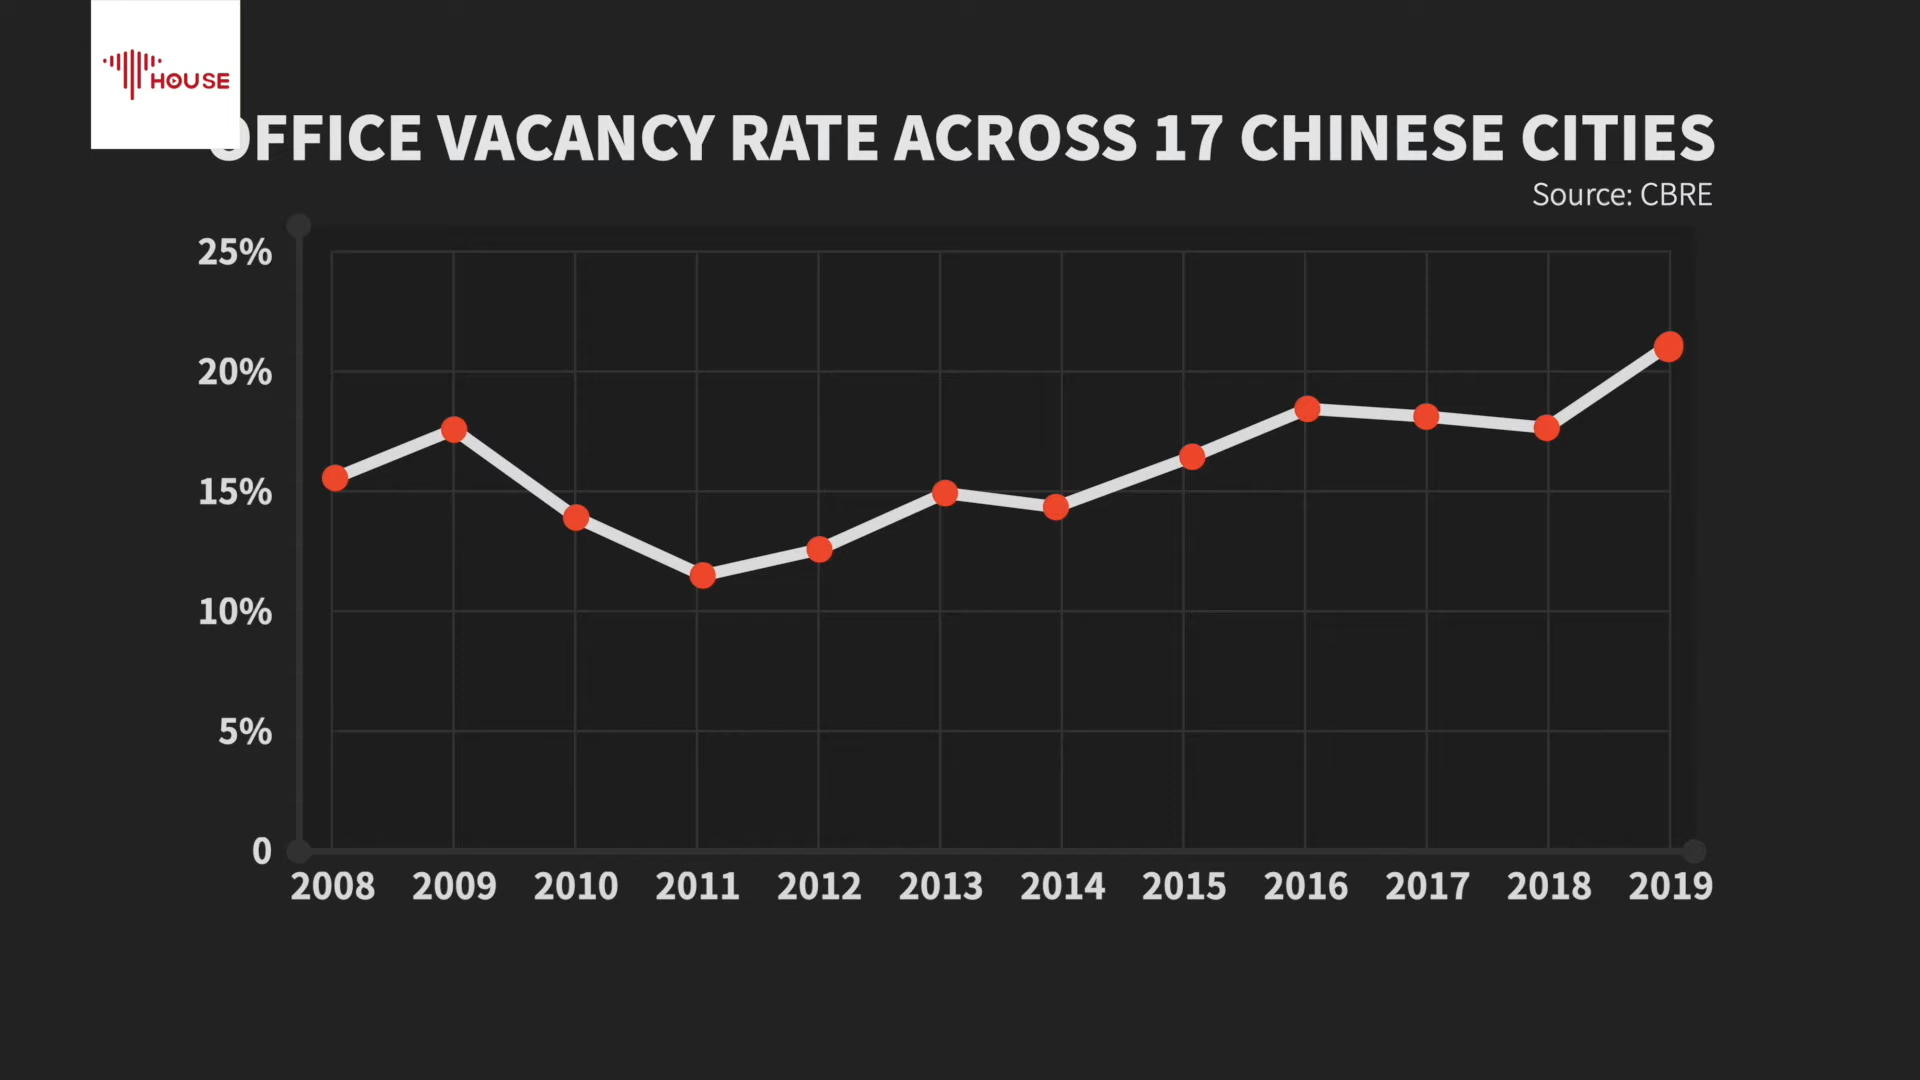 HOUSE
OFFICE VACANCY RATE ACROSS 17 CHINESE CITIES
Source: CBRE
25%
20%
15%
10%
5%
0
2008 2009 2010 2011 2012 2013 2014 2015 2016 2017 2018 2019